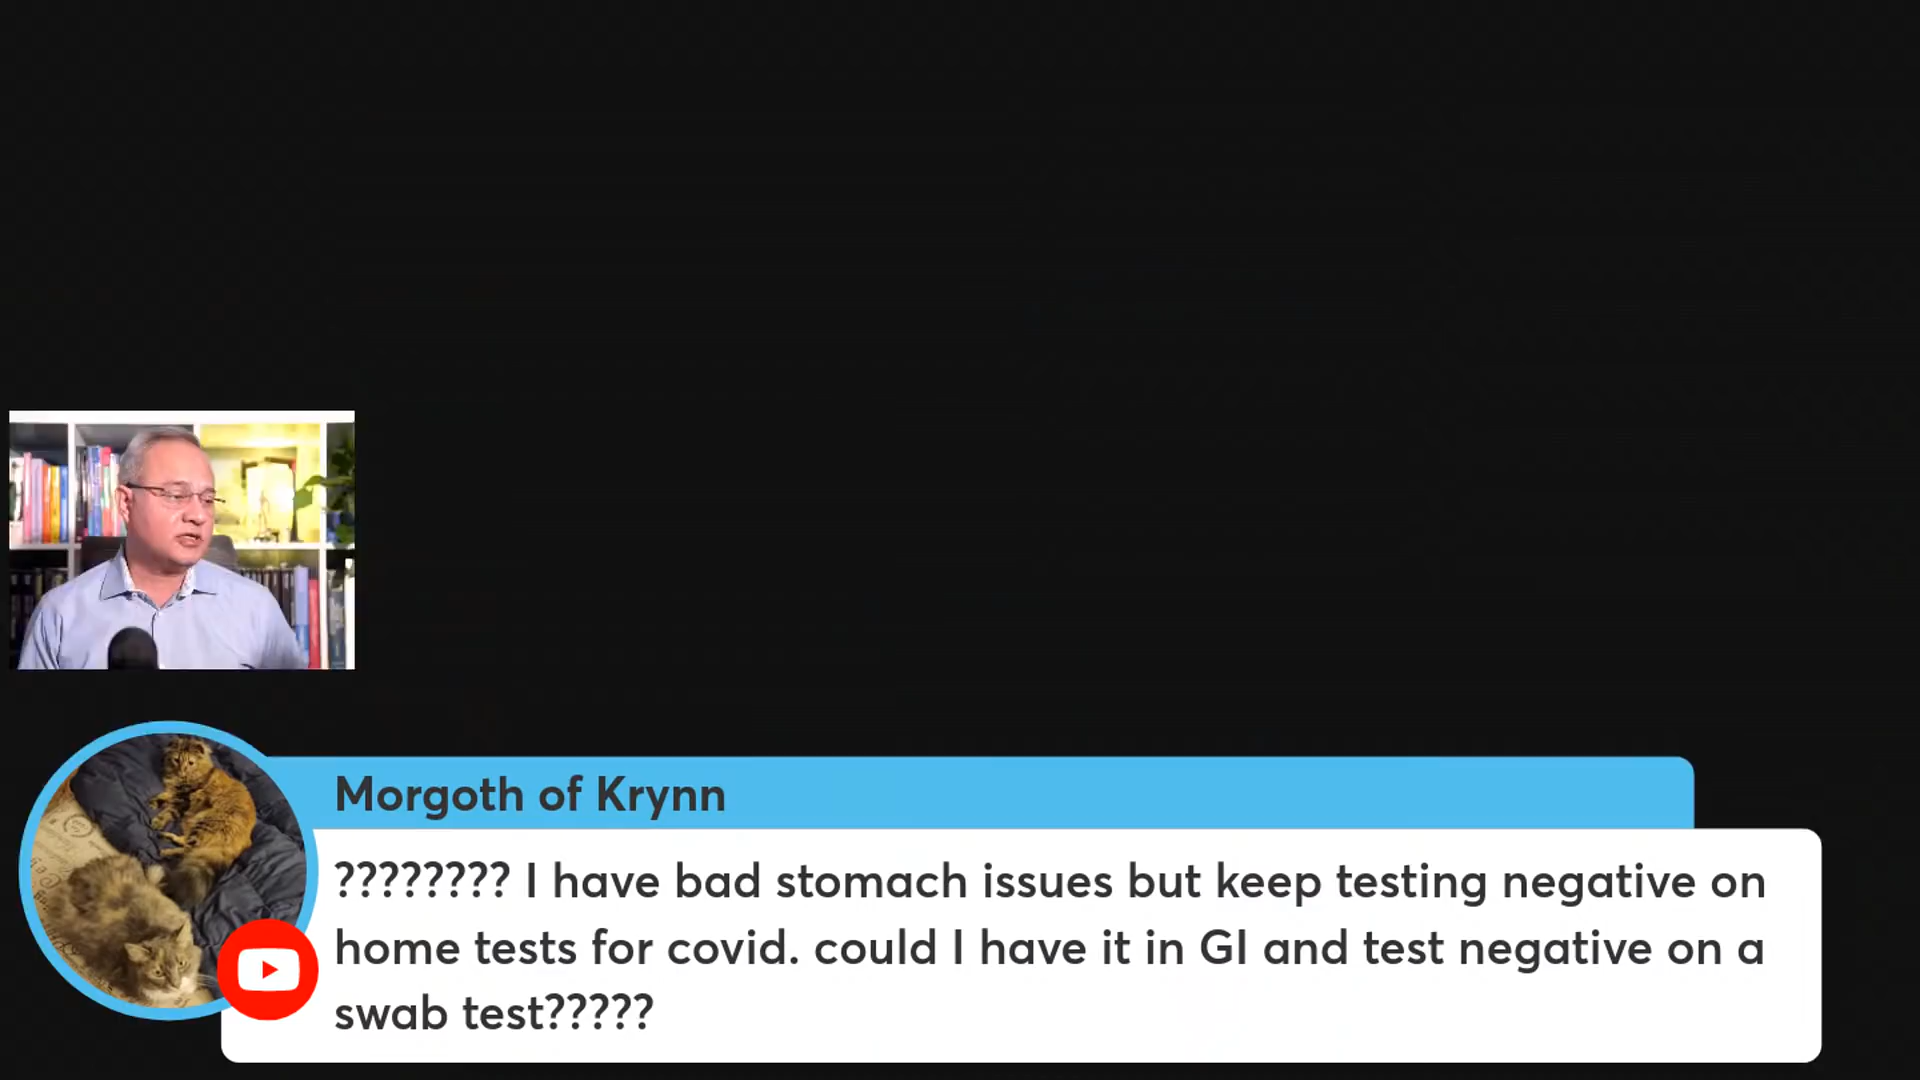 Morgoth of Krynn
???????? I have bad stomach issues but keep testing negative on
home tests for covid. could I have it in GI and test negative on a
swab test?????